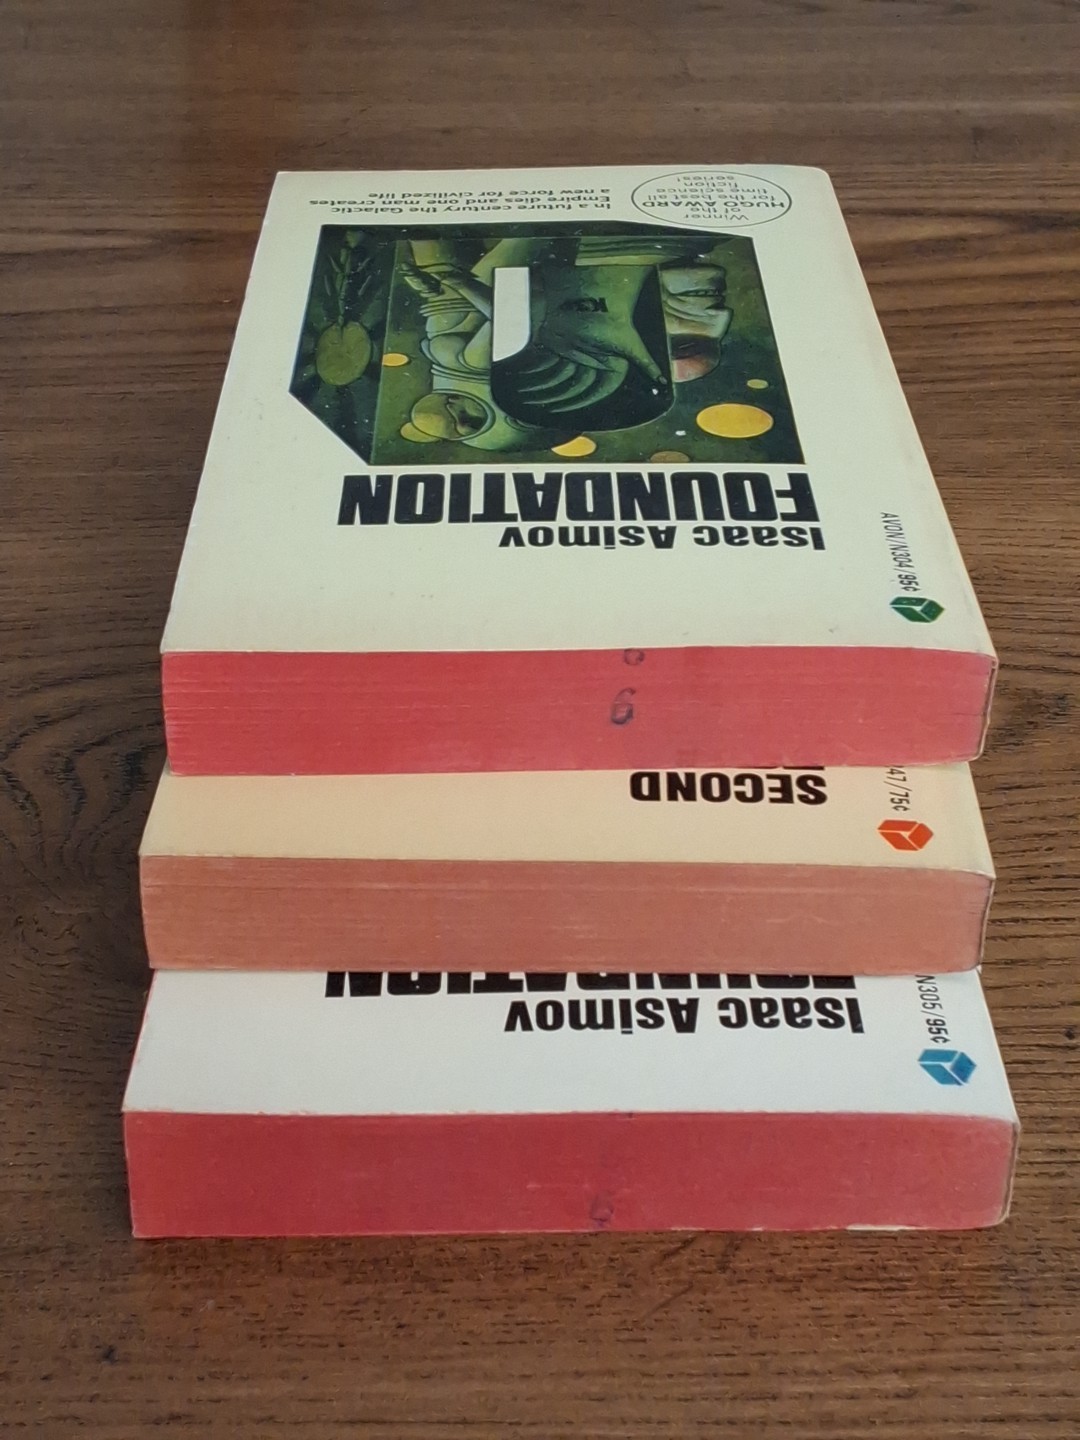 AVON/N304/95¢
Isaac Asimov
FOUNDATION
In a future century the Galactic
Empire dies and one man creates
a new force for civilized life
Winner
of the
HUGO AWARD
for the best all
time science
fiction
series!
6
47/75¢
SECOND
N305/95¢
Isaac Asimov
FOUNDATION